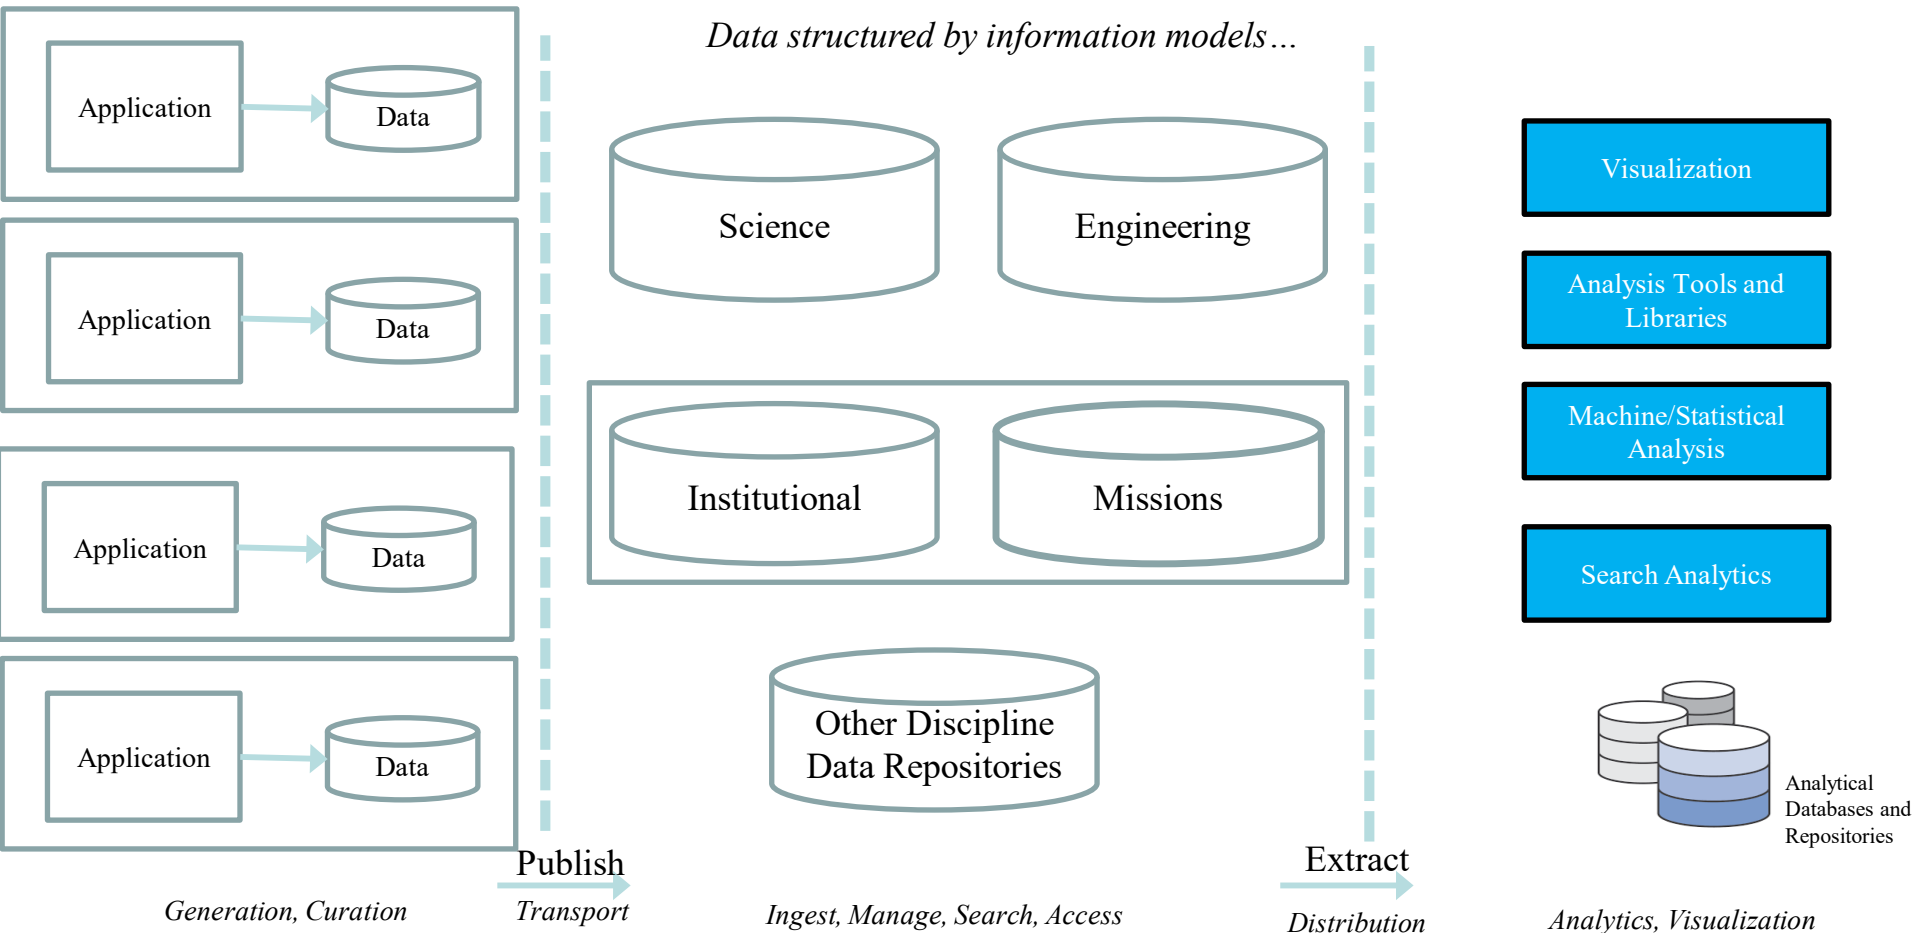 Data structured by information models…
Application
Data
Application
Data
Application
Data
Application
Data
Science
Engineering
Institutional
Missions
Other Discipline
Data Repositories
Visualization
Analysis Tools and
Libraries
Machine/Statistical
Analysis
Search Analytics
Analytical
Databases and
Repositories
Publish
Extract
Generation, Curation
Transport
Ingest, Manage, Search, Access
Distribution
Analytics, Visualization